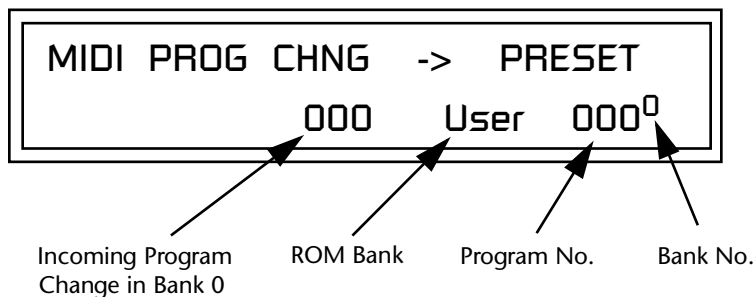 MIDI PROG CHNG -> PRESET
000 User 000⁰
Incoming Program
Change in Bank 0
ROM Bank
Program No.
Bank No.